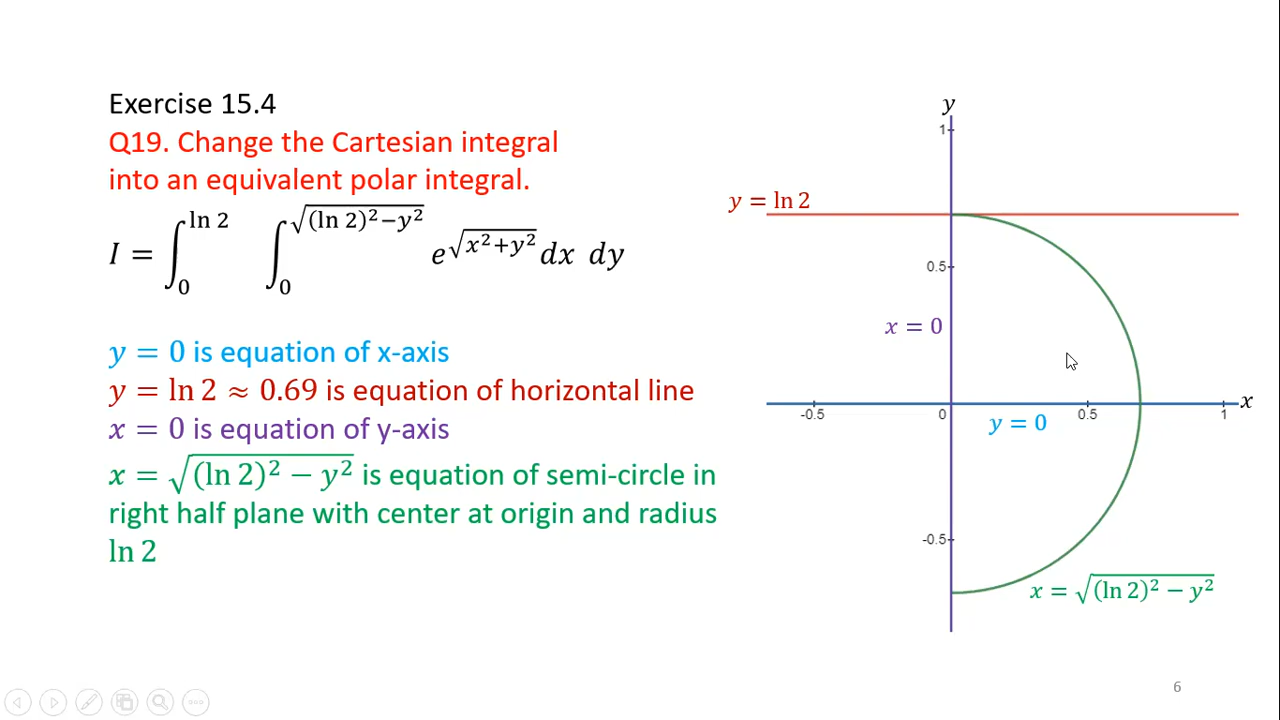 Exercise 15.4
Q19. Change the Cartesian integral
into an equivalent polar integral.
I = ∫₀^{ln 2} ∫₀^{√((ln 2)²−y²)} e^{√(x²+y²)} dx dy
y = 0 is equation of x-axis
y = ln 2 ≈ 0.69 is equation of horizontal line
x = 0 is equation of y-axis
x = √((ln 2)² − y²) is equation of semi-circle in
right half plane with center at origin and radius
ln 2
y
1
y = ln 2
0.5
x = 0
x
-0.5
0
0.5
1
y = 0
-0.5
x = √((ln 2)² − y²)
6